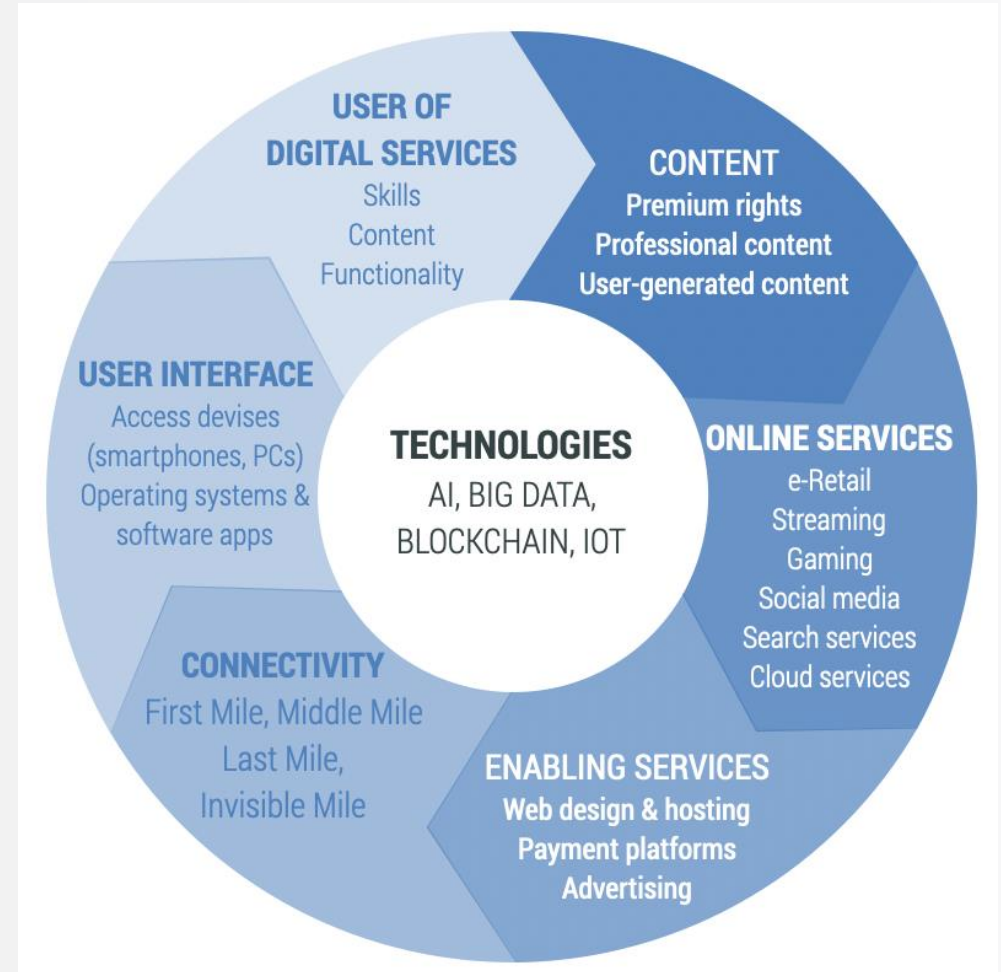 USER OF
DIGITAL SERVICES
Skills
Content
Functionality
CONTENT
Premium rights
Professional content
User-generated content
ONLINE SERVICES
e-Retail
Streaming
Gaming
Social media
Search services
Cloud services
ENABLING SERVICES
Web design & hosting
Payment platforms
Advertising
CONNECTIVITY
First Mile, Middle Mile
Last Mile,
Invisible Mile
USER INTERFACE
Access devises
(smartphones, PCs)
Operating systems &
software apps
TECHNOLOGIES
AI, BIG DATA,
BLOCKCHAIN, IOT